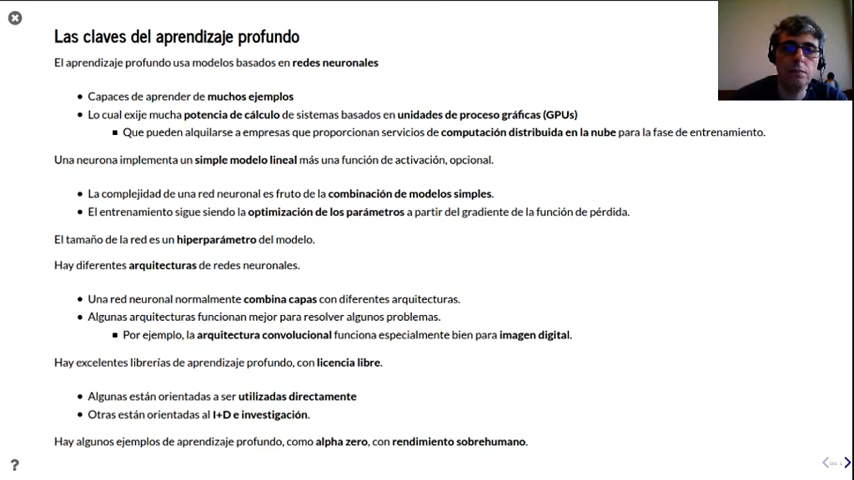 Las claves del aprendizaje profundo
El aprendizaje profundo usa modelos basados en redes neuronales
Capaces de aprender de muchos ejemplos
Lo cual exije mucha potencia de cálculo de sistemas basados en unidades de proceso gráficas (GPUs)
Que pueden alquilarse a empresas que proporcionan servicios de computación distribuida en la nube para la fase de entrenamiento.
Una neurona implementa un simple modelo lineal más una función de activación, opcional.
La complejidad de una red neuronal es fruto de la combinación de modelos simples.
El entrenamiento sigue siendo la optimización de los parámetros a partir del gradiente de la función de pérdida.
El tamaño de la red es un hiperparámetro del modelo.
Hay diferentes arquitecturas de redes neuronales.
Una red neuronal normalmente combina capas con diferentes arquitecturas.
Algunas arquitecturas funcionan mejor para resolver algunos problemas.
Por ejemplo, la arquitectura convolucional funciona especialmente bien para imagen digital.
Hay excelentes librerías de aprendizaje profundo, con licencia libre.
Algunas están orientadas a ser utilizadas directamente
Otras están orientadas al I+D e investigación.
Hay algunos ejemplos de aprendizaje profundo, como alpha zero, con rendimiento sobrehumano.
?